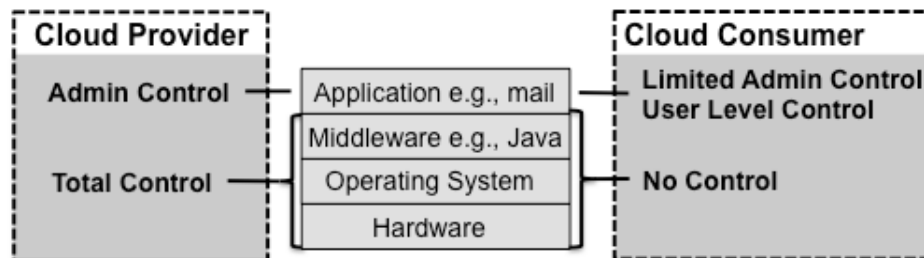 Cloud Provider
Admin Control
Total Control
Application e.g., mail
Middleware e.g., Java
Operating System
Hardware
Cloud Consumer
Limited Admin Control
User Level Control
No Control